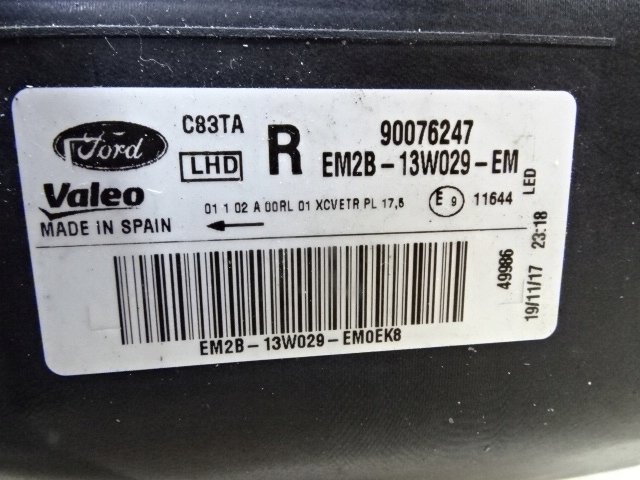 Ford
C83TA
R
90076247
LHD
EM2B-13W029-EM
Valeo
01 1 02 A 00RL 01 XCVETR PL 17,5
E 9
11644
LED
MADE IN SPAIN
49986
19/11/17 23:18
EM2B-13W029-EM0EK8